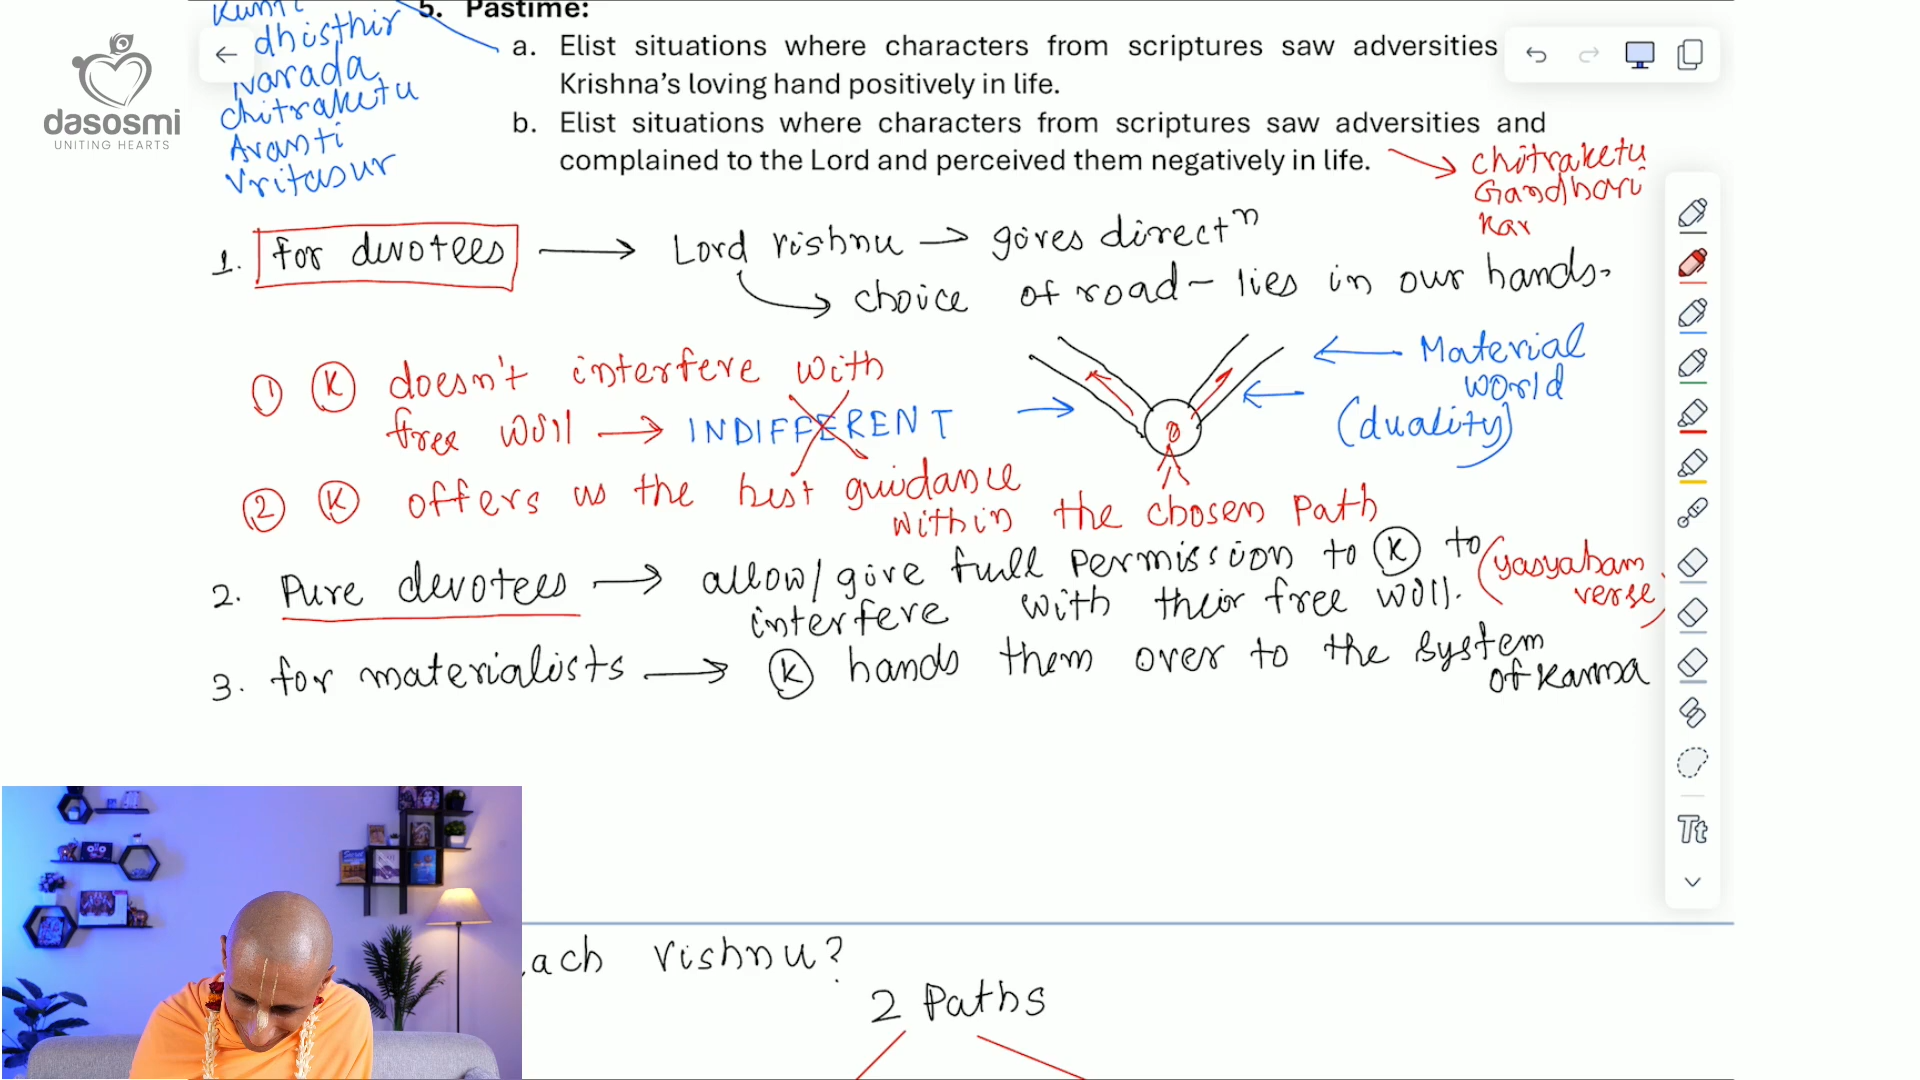 5. Pastime:
Kunti
dhisthir
Narada
chitraketu
Avanti
Vritasur
dasosmi
UNITING HEARTS
a. Elist situations where characters from scriptures saw adversities
Krishna's loving hand positively in life.
b. Elist situations where characters from scriptures saw adversities and
complained to the Lord and perceived them negatively in life.
chitraketu
Gandhari
Kar
1. for devotees → Lord vishnu → gives directn
choice of road - lies in our hands.
① Ⓚ doesn't interfere with
free will → INDIFFERENT
Material
world
(duality)
② Ⓚ offers us the best guidance
within the chosen path
2. Pure devotees → allow/give full permission to Ⓚ to
interfere with their free will.
(yasyaham
verse)
3. for materialists → Ⓚ hands them over to the system
of Karma
ach vishnu?
2 Paths
Tt